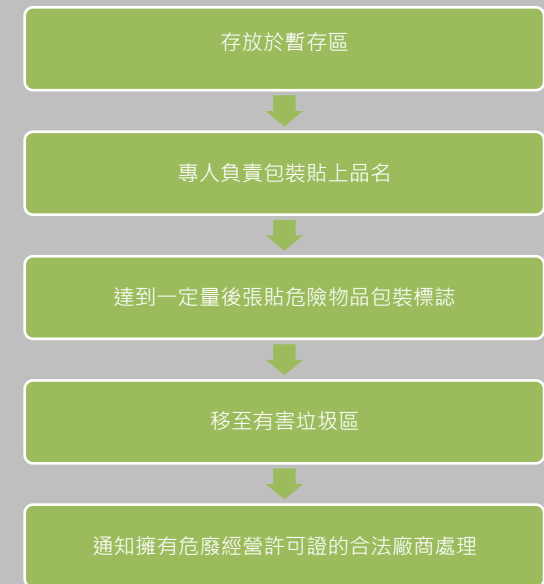 存放於暫存區
專人負責包裝貼上品名
達到一定量後張貼危險物品包裝標誌
移至有害垃圾區
通知擁有危廢經營許可證的合法廠商處理